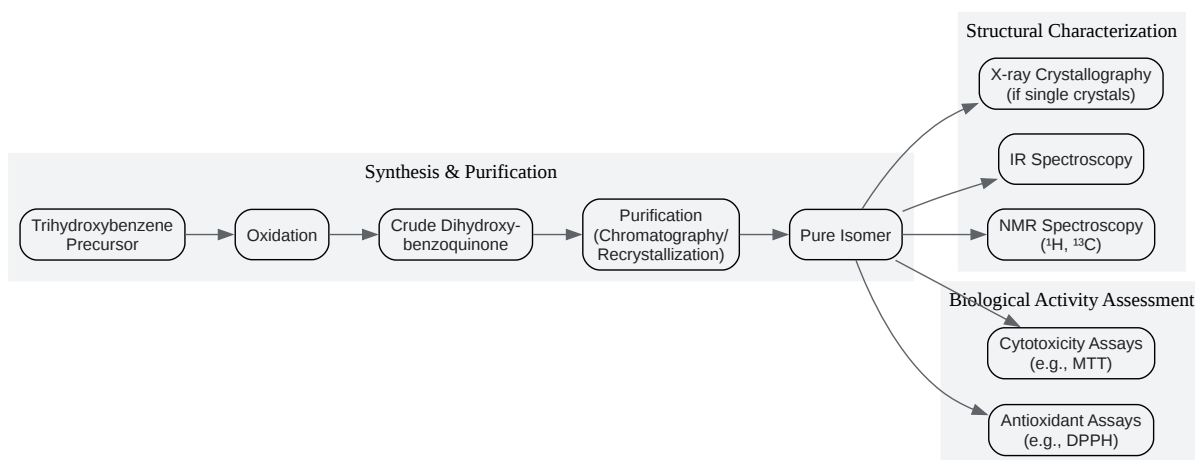 Structural Characterization
X-ray Crystallography
(if single crystals)
IR Spectroscopy
NMR Spectroscopy
(¹H, ¹³C)
Synthesis & Purification
Trihydroxybenzene
Precursor
Oxidation
Crude Dihydroxy-
benzoquinone
Purification
(Chromatography/
Recrystallization)
Pure Isomer
Biological Activity Assessment
Cytotoxicity Assays
(e.g., MTT)
Antioxidant Assays
(e.g., DPPH)